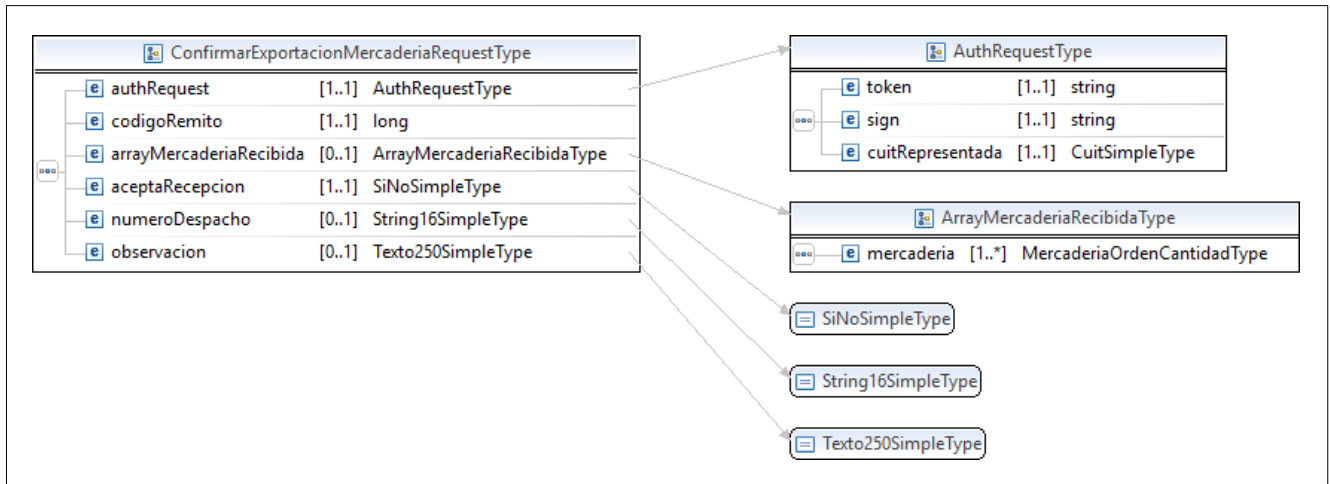 ConfirmarExportacionMercaderiaRequestType
authRequest [1..1] AuthRequestType
codigoRemito [1..1] long
arrayMercaderiaRecibida [0..1] ArrayMercaderiaRecibidaType
aceptaRecepcion [1..1] SiNoSimpleType
numeroDespacho [0..1] String16SimpleType
observacion [0..1] Texto250SimpleType
AuthRequestType
token [1..1] string
sign [1..1] string
cuitRepresentada [1..1] CuitSimpleType
ArrayMercaderiaRecibidaType
mercaderia [1..*] MercaderiaOrdenCantidadType
SiNoSimpleType
String16SimpleType
Texto250SimpleType